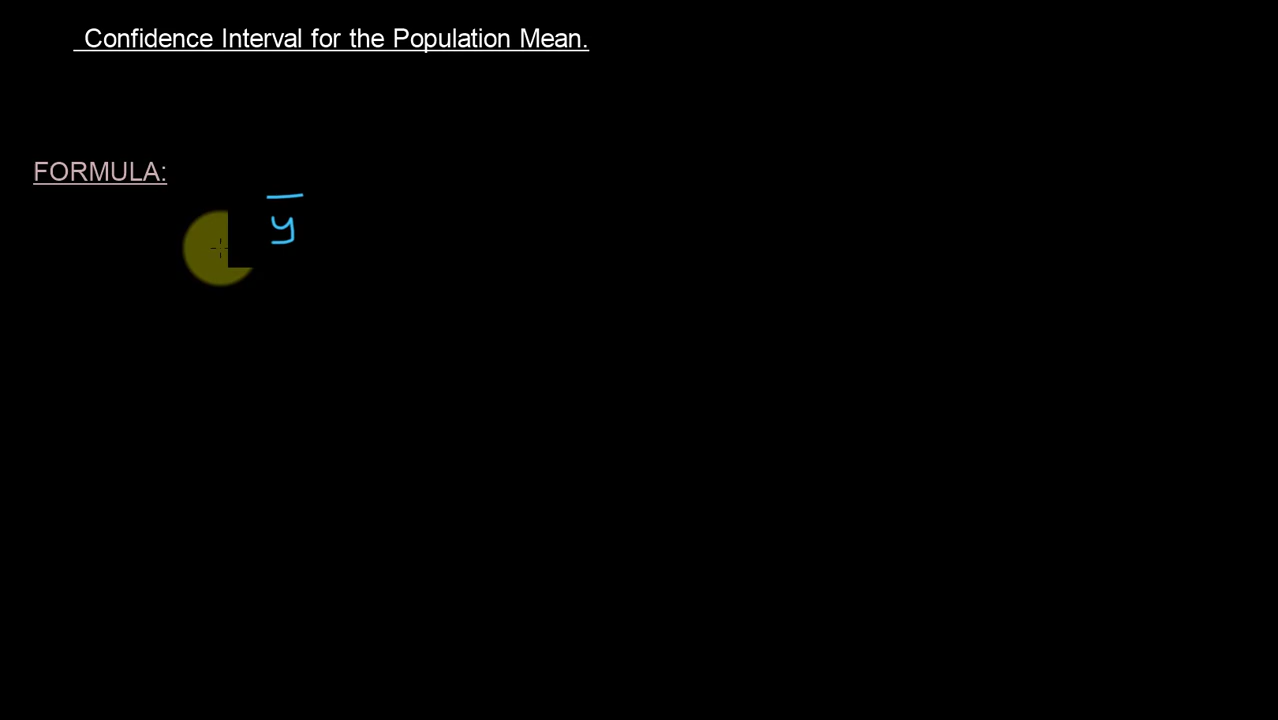 Confidence Interval for the Population Mean.
FORMULA:
ȳ